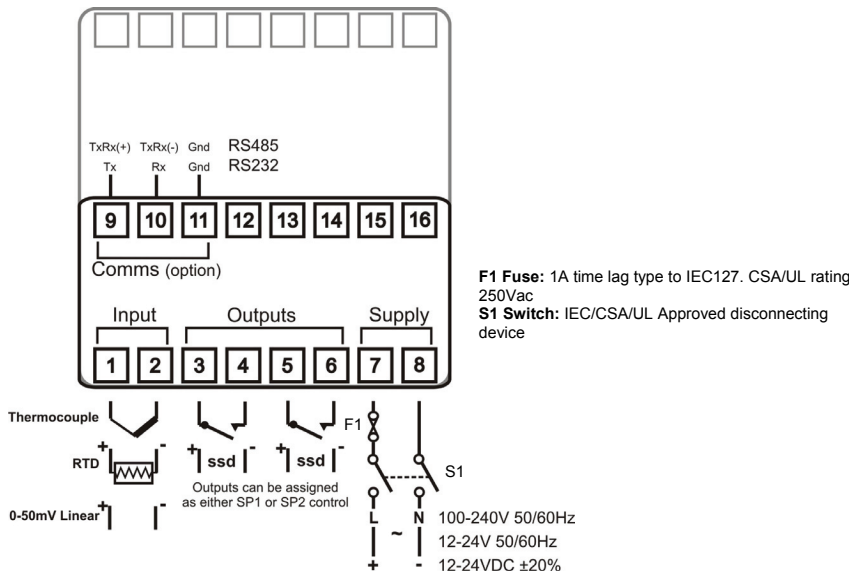 TxRx(+) TxRx(-) Gnd RS485
Tx Rx Gnd RS232
9 10 11 12 13 14 15 16
Comms (option)
Input Outputs Supply
1 2 3 4 5 6 7 8
F1 Fuse: 1A time lag type to IEC127. CSA/UL rating
250Vac
S1 Switch: IEC/CSA/UL Approved disconnecting
device
Thermocouple
F1
+ - + ssd - + ssd -
RTD
S1
Outputs can be assigned
as either SP1 or SP2 control
0-50mV Linear + -
L ~ N 100-240V 50/60Hz
12-24V 50/60Hz
+ - 12-24VDC ±20%